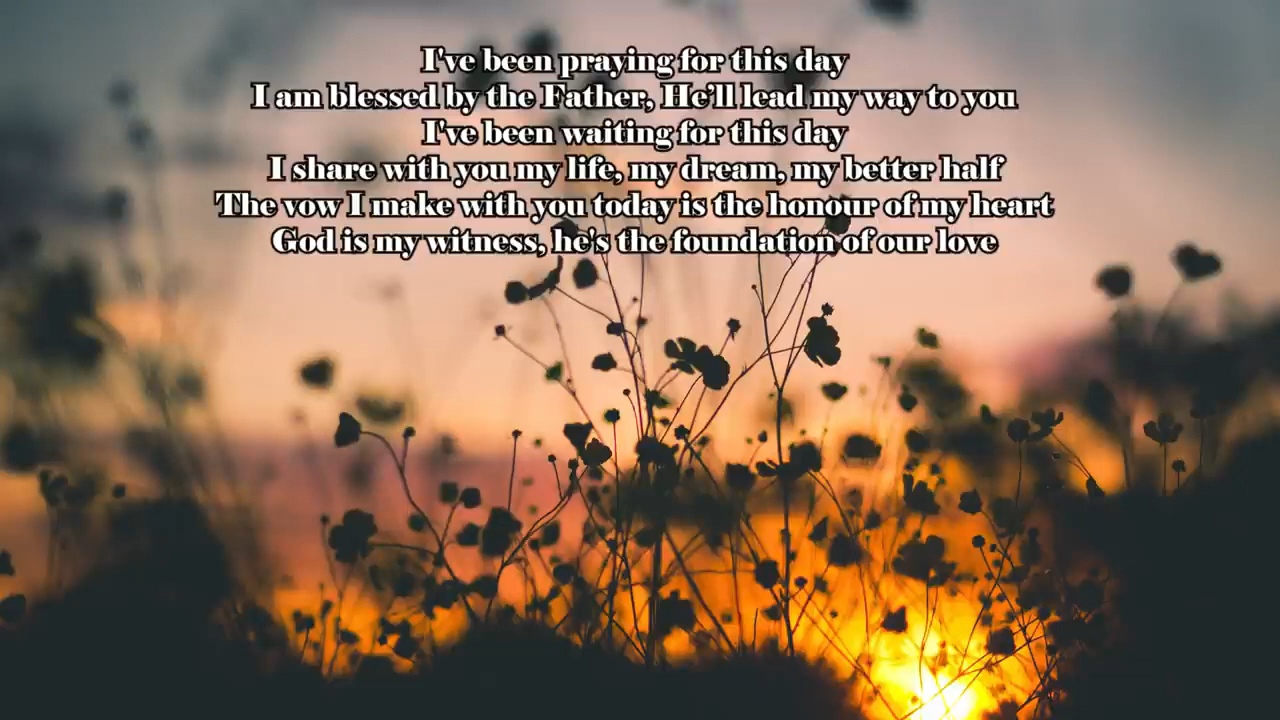 I've been praying for this day
I am blessed by the Father, He'll lead my way to you
I've been waiting for this day
I share with you my life, my dream, my better half
The vow I make with you today is the honour of my heart
God is my witness, he's the foundation of our love